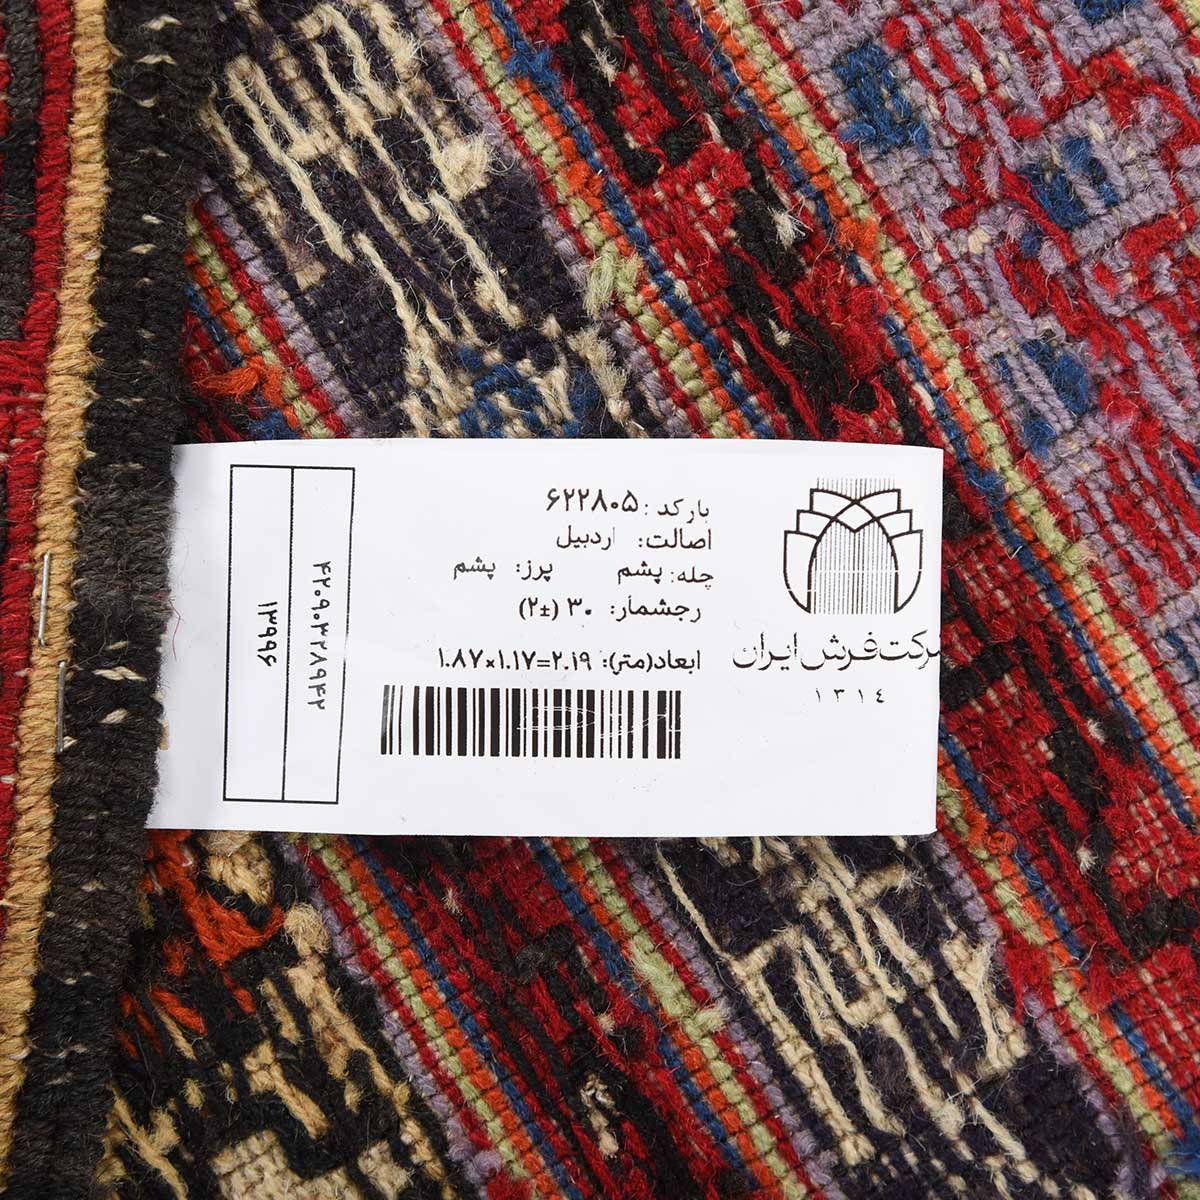 بارکد: ۶۲۲۸۰۵
اصالت: اردبیل
چله: پشم پرز: پشم
رجشمار: ۳۰ (±۲)
ابعاد(متر): ۱.۸۷×۱.۱۷=۲.۱۹
شرکت فرش ایران
۱۳۱٤
۴۲۰۹۰۳۲۲۸۹۴۲
۱۳۹۹۶